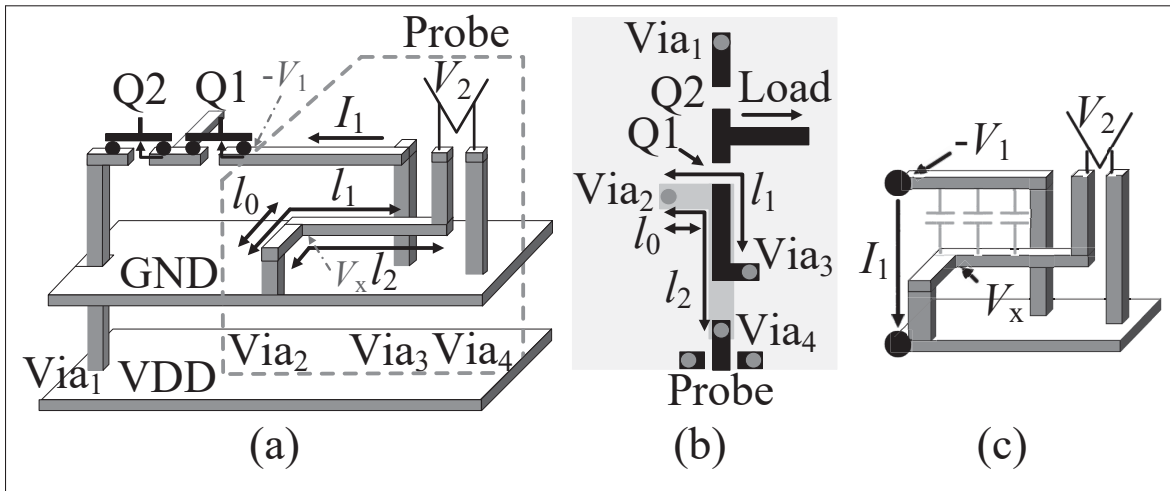 Probe
Q2 Q1 -V1 V2
I1
l0 l1
GND Vx l2
Via2 Via3 Via4
Via1 VDD
(a)
Via1
Q2 Load
Q1
Via2 l1
l0
l2 Via3
Via4
Probe
(b)
-V1 V2
I1
Vx
(c)